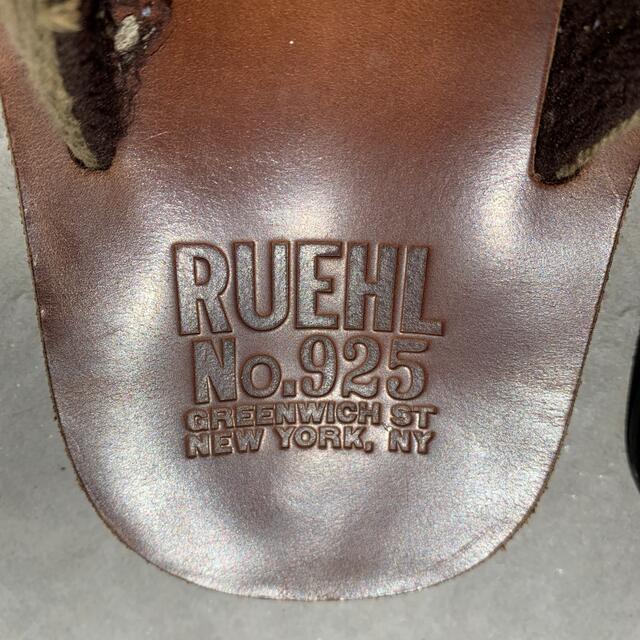 RUEHL
No.925
GREENWICH ST
NEW YORK, NY